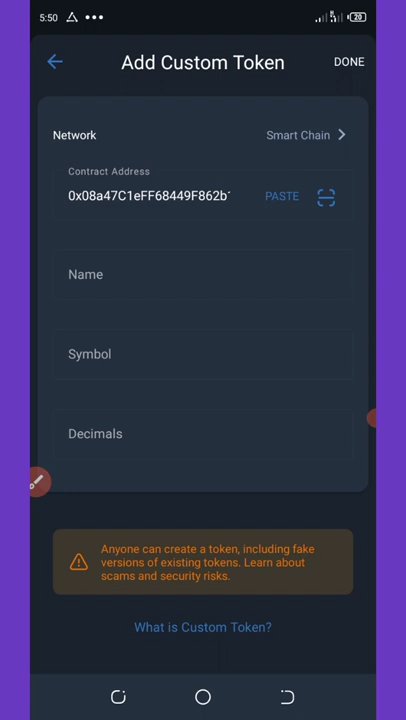 5:50
20
Add Custom Token
DONE
Network
Smart Chain
Contract Address
0x08a47C1eFF68449F862b
PASTE
Name
Symbol
Decimals
Anyone can create a token, including fake
versions of existing tokens. Learn about
scams and security risks.
What is Custom Token?